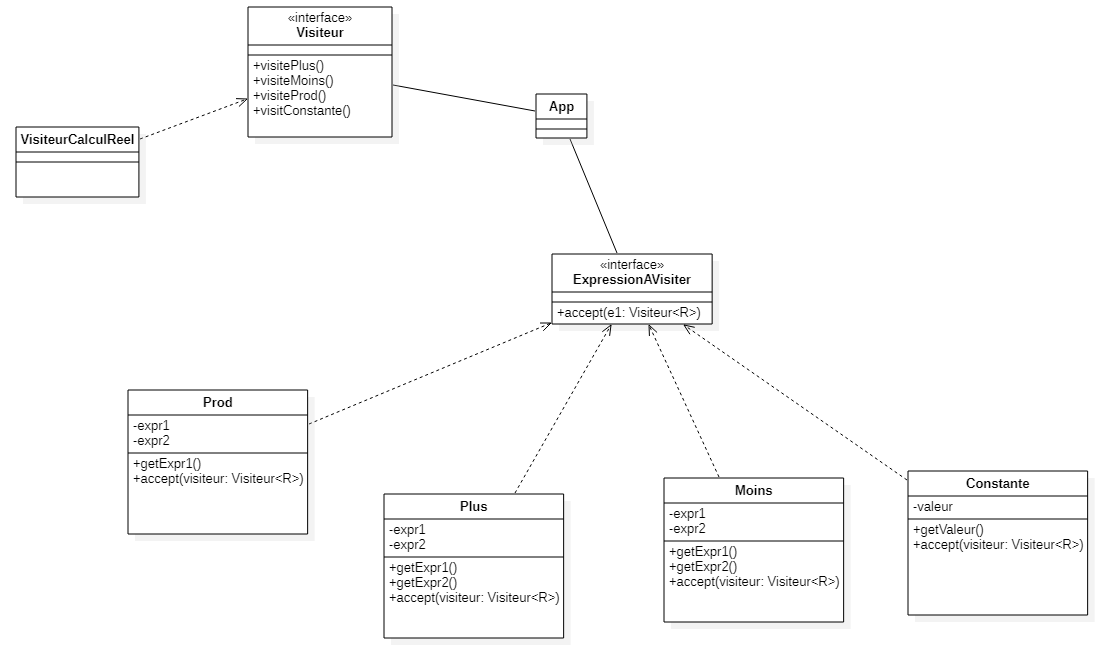 «interface»
Visiteur
+visitePlus()
+visiteMoins()
+visiteProd()
+visitConstante()
App
VisiteurCalculReel
«interface»
ExpressionAVisiter
+accept(e1: Visiteur<R>)
Prod
-expr1
-expr2
+getExpr1()
+accept(visiteur: Visiteur<R>)
Plus
-expr1
-expr2
+getExpr1()
+getExpr2()
+accept(visiteur: Visiteur<R>)
Moins
-expr1
-expr2
+getExpr1()
+getExpr2()
+accept(visiteur: Visiteur<R>)
Constante
-valeur
+getValeur()
+accept(visiteur: Visiteur<R>)